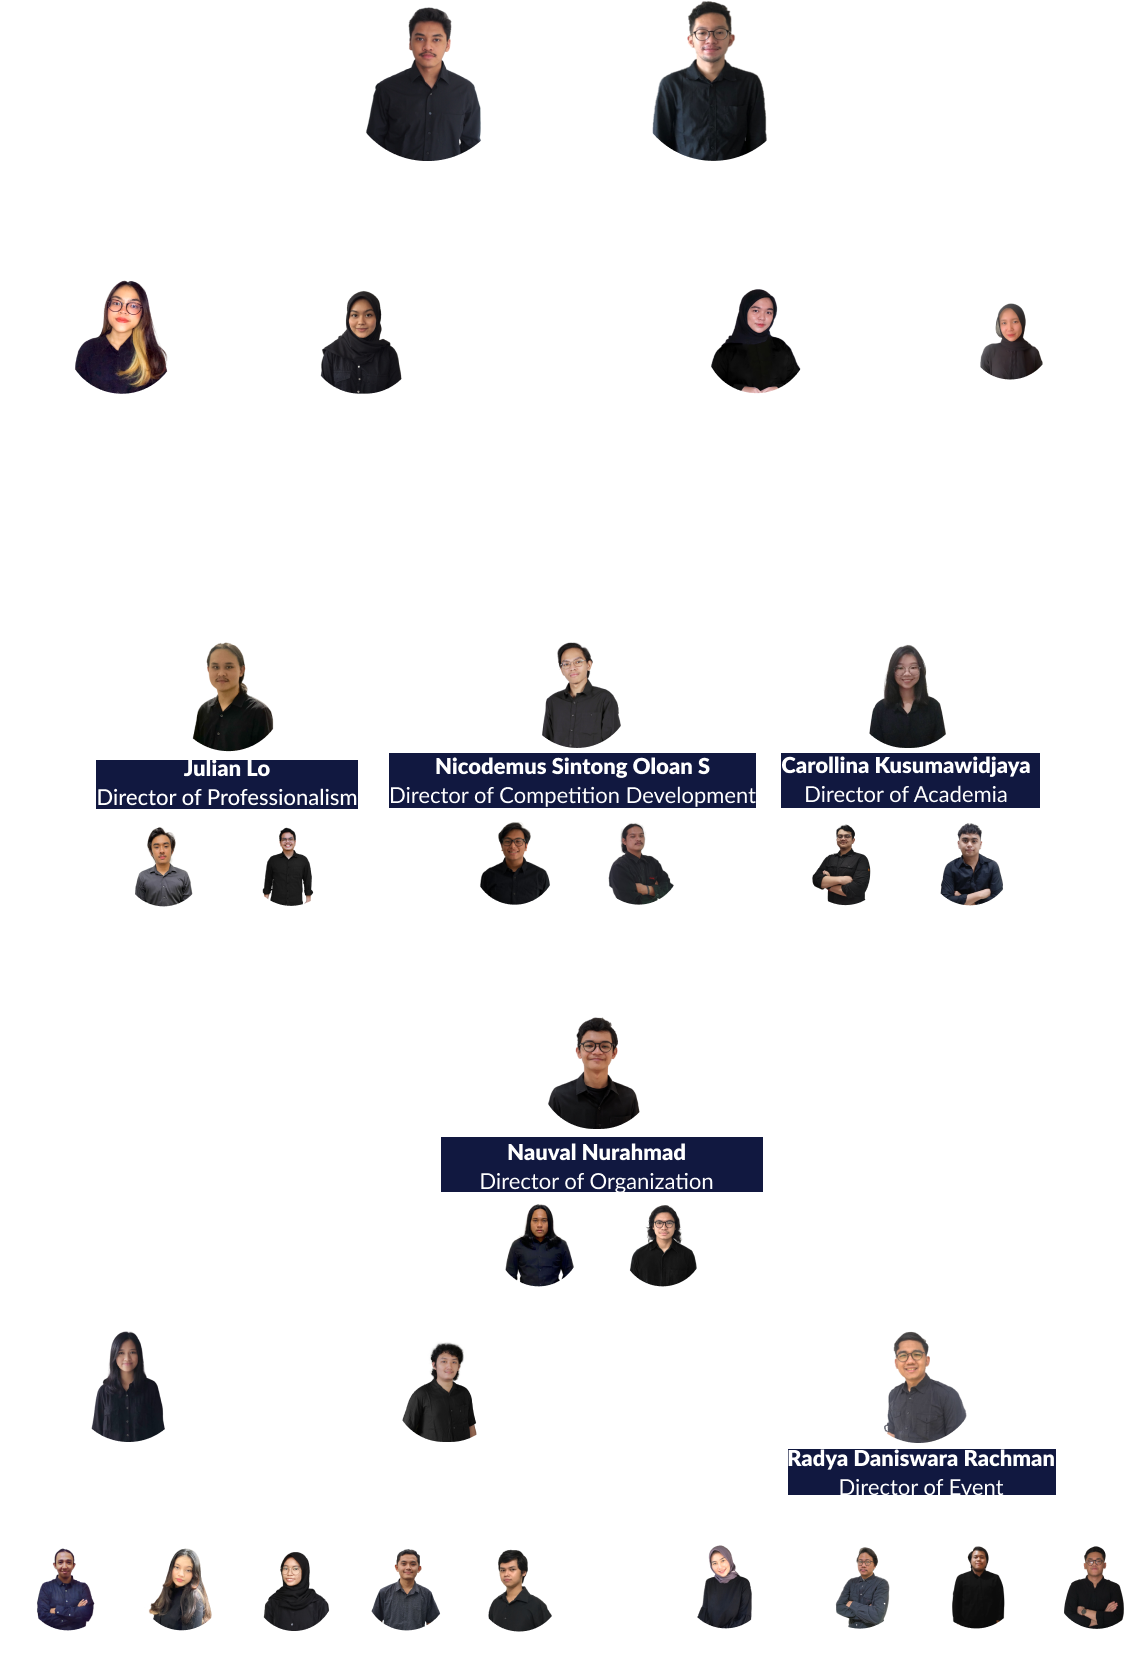 Julian Lo
Director of Professionalism
Nicodemus Sintong Oloan S
Director of Competition Development
Carollina Kusumawidjaya
Director of Academia
Nauval Nurahmad
Director of Organization
Radya Daniswara Rachman
Director of Event